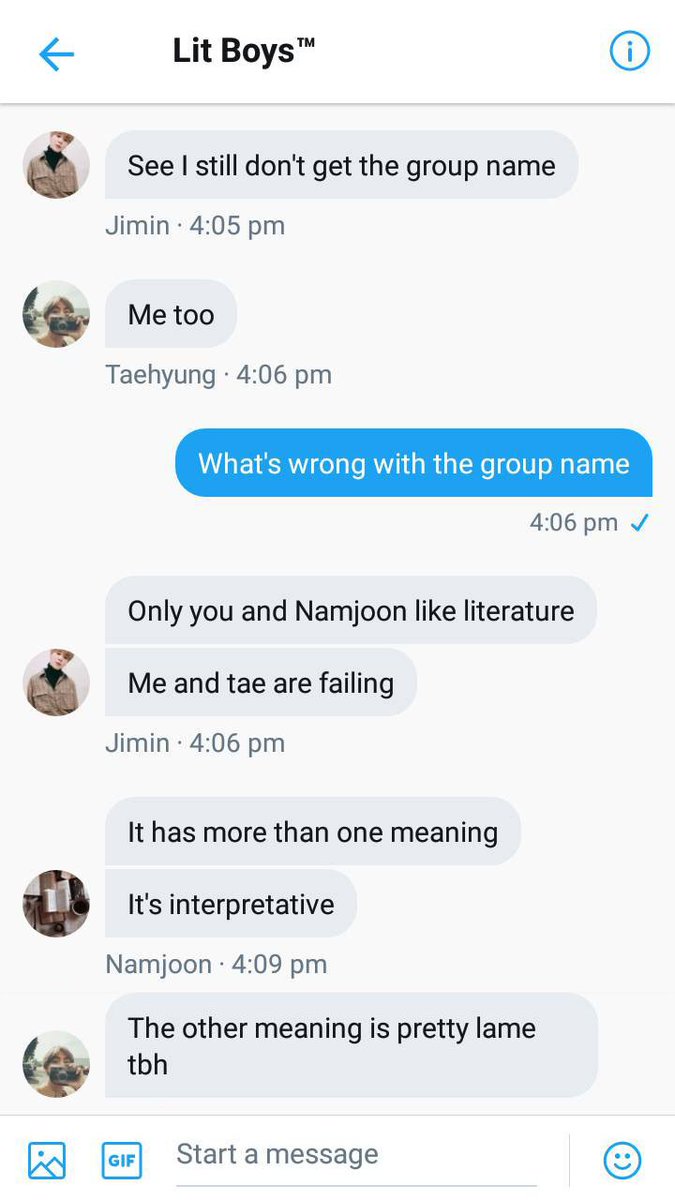 Lit Boys™
See I still don't get the group name
Jimin · 4:05 pm
Me too
Taehyung · 4:06 pm
What's wrong with the group name
4:06 pm ✓
Only you and Namjoon like literature
Me and tae are failing
Jimin · 4:06 pm
It has more than one meaning
It's interpretative
Namjoon · 4:09 pm
The other meaning is pretty lame
tbh
GIF
Start a message